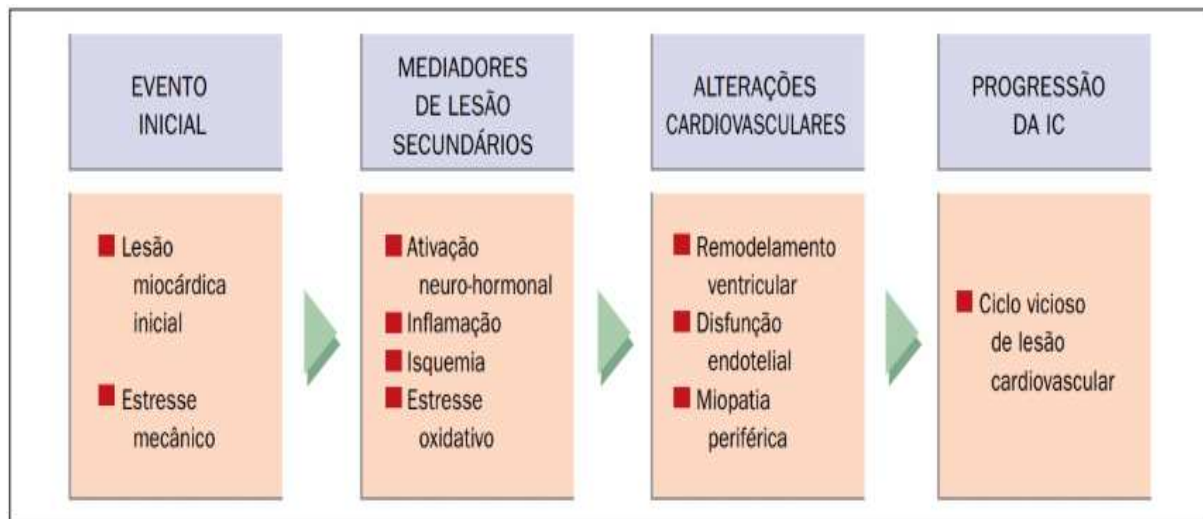 EVENTO
INICIAL
Lesão
miocárdica
inicial
Estresse
mecânico
MEDIADORES
DE LESÃO
SECUNDÁRIOS
Ativação
neuro-hormonal
Inflamação
Isquemia
Estresse
oxidativo
ALTERAÇÕES
CARDIOVASCULARES
Remodelamento
ventricular
Disfunção
endotelial
Miopatia
periférica
PROGRESSÃO
DA IC
Ciclo vicioso
de lesão
cardiovascular